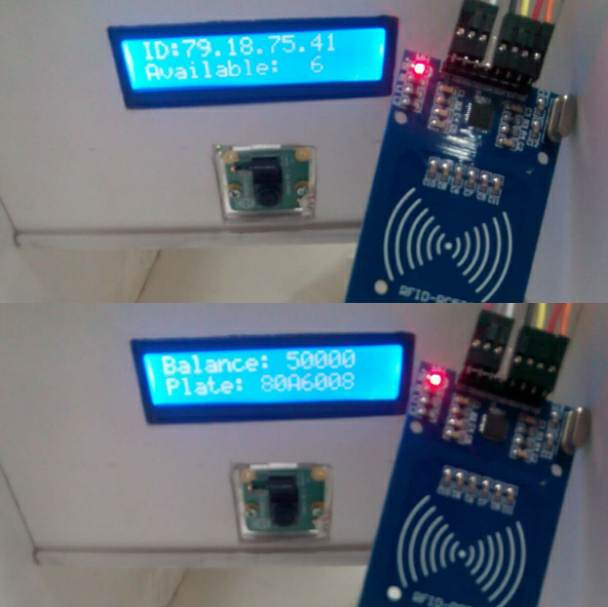 ID:79.18.75.41
Available: 6
Balance: 50000
Plate: 80A6008